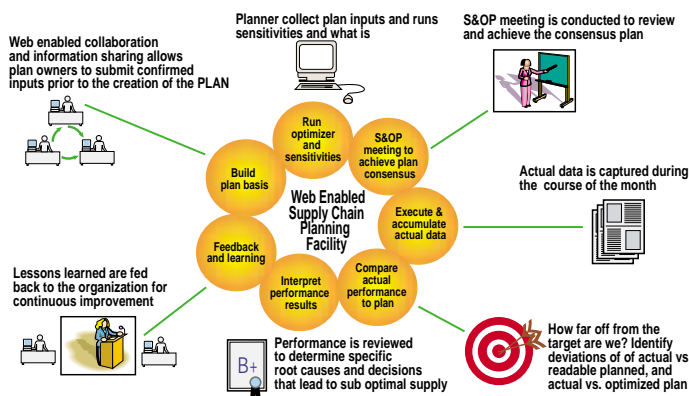 Planner collect plan inputs and runs
sensitivities and what is
S&OP meeting is conducted to review
and achieve the consensus plan
Web enabled collaboration
and information sharing allows
plan owners to submit confirmed
inputs prior to the creation of the PLAN
Run
optimizer
and
sensitivities
S&OP
meeting to
achieve plan
consensus
Build
plan basis
Web Enabled
Supply Chain
Planning
Facility
Execute &
accumulate
actual data
Actual data is captured during
the course of the month
Feedback
and learning
Interpret
performance
results
Compare
actual
performance
to plan
Lessons learned are fed
back to the organization for
continuous improvement
B+
Performance is reviewed
to determine specific
root causes and decisions
that lead to sub optimal supply
How far off from the
target are we? Identify
deviations of of actual vs
readable planned, and
actual vs. optimized plan